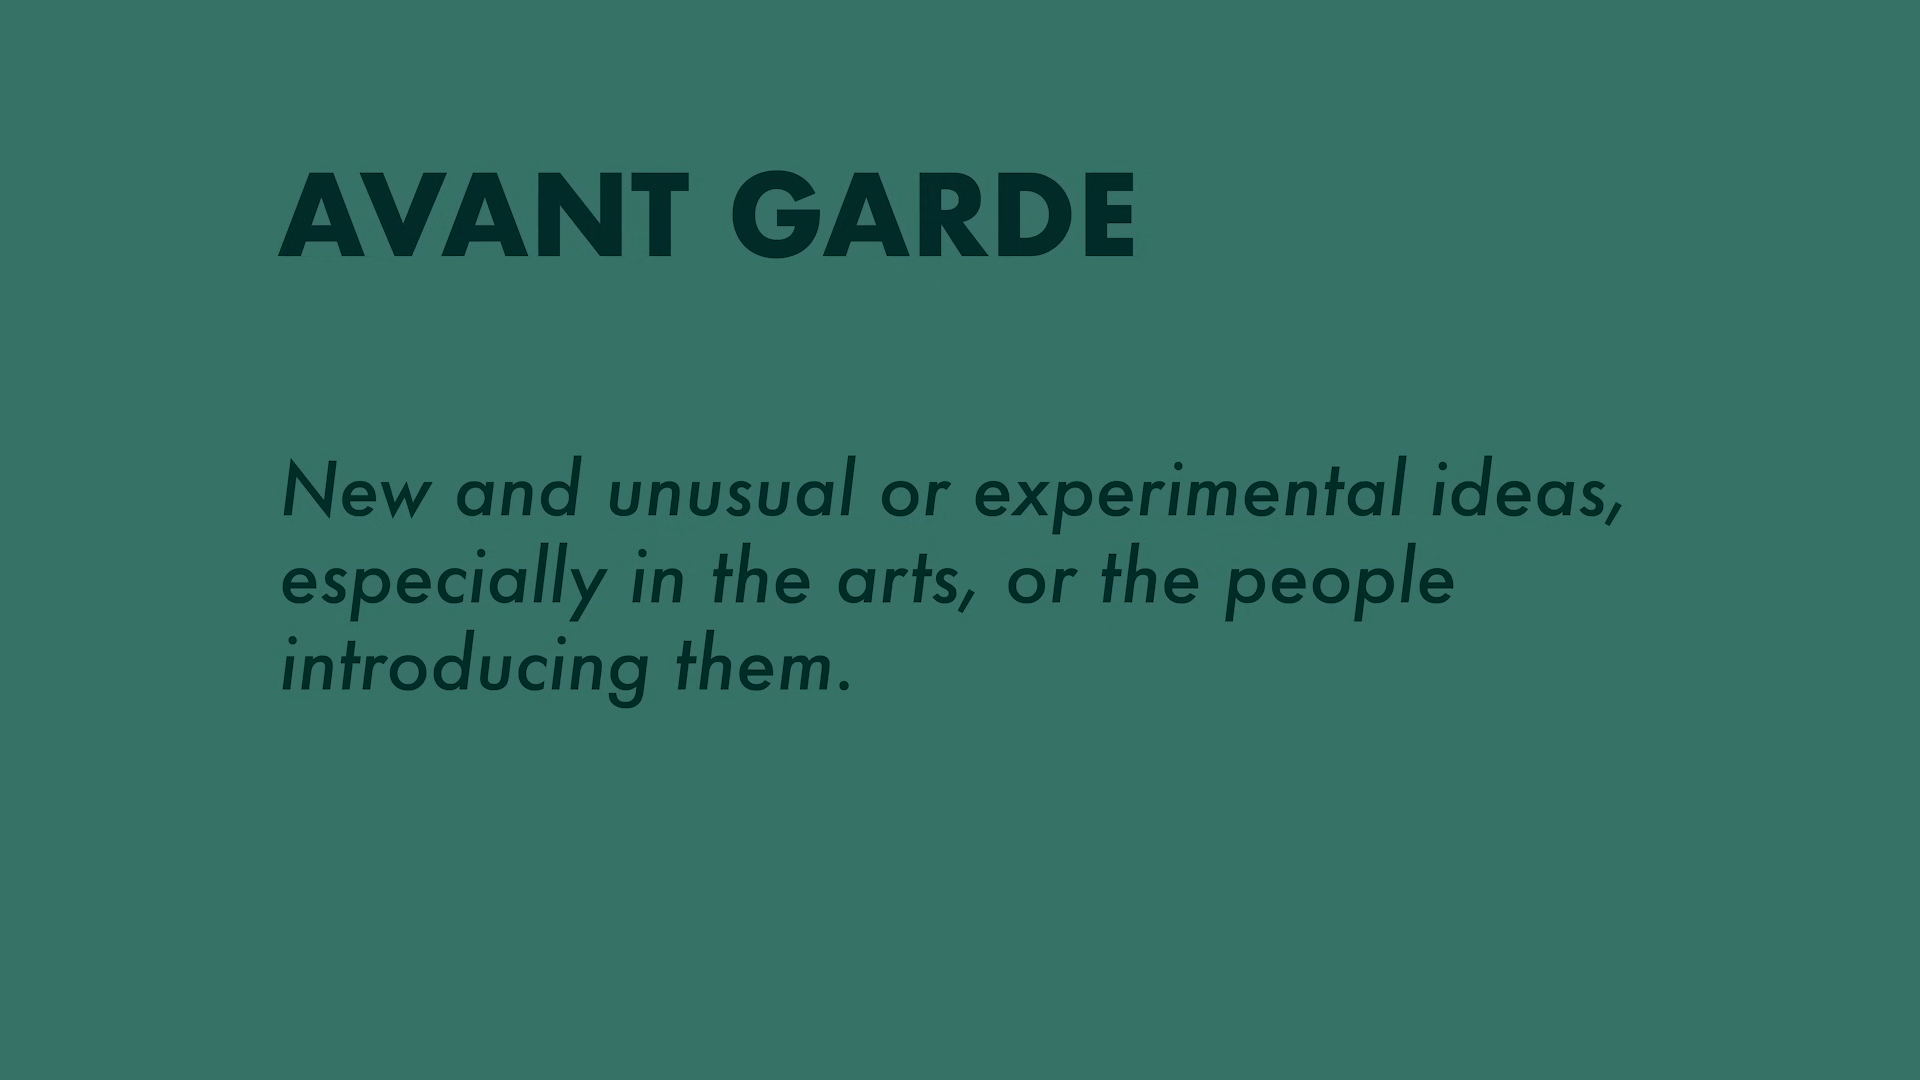 AVANT GARDE
New and unusual or experimental ideas,
especially in the arts, or the people
introducing them.